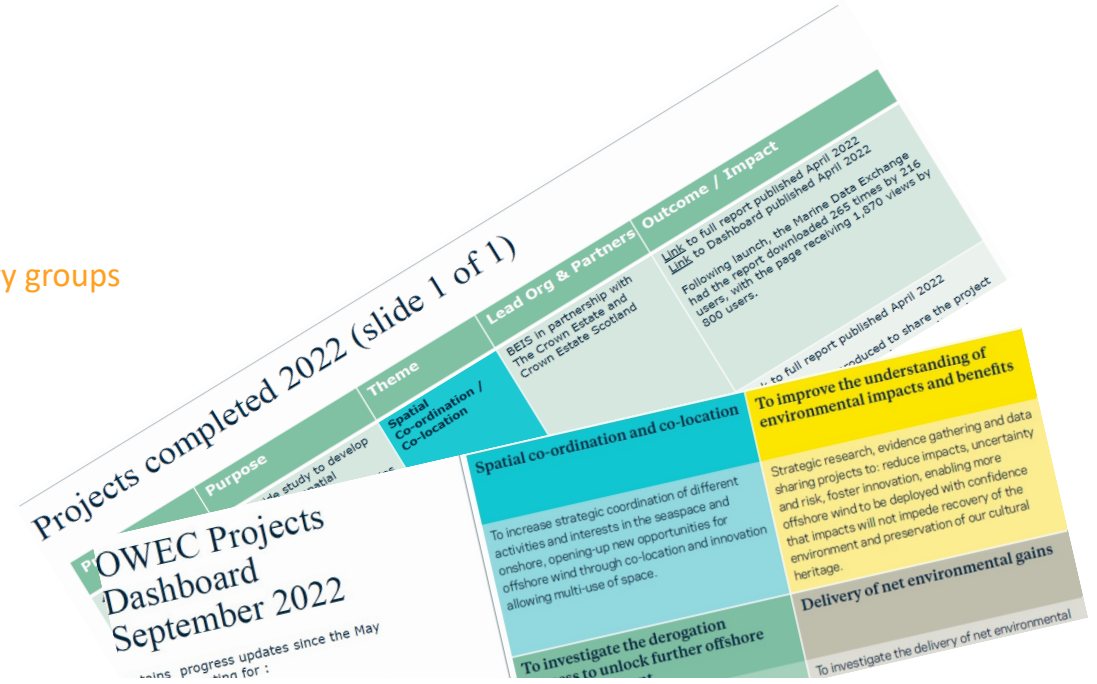 y groups
Projects completed 2022 (slide 1 of 1)
Purpose
Theme
Lead Org & Partners
Outcome / Impact
study to develop
Spatial
Co-ordination /
Co-location
BEIS in partnership with
The Crown Estate and
Crown Estate Scotland
Link to full report published April 2022
Link to Dashboard published April 2022
Following launch, the Marine Data Exchange
had the report downloaded 265 times by 216
users, with the page receiving 1,870 views by
800 users.
to full report published April 2022
to share the project
OWEC Projects
Dashboard
September 2022
progress updates since the May
for :
Spatial co-ordination and co-location
To increase strategic coordination of different
activities and interests in the seaspace and
onshore, opening-up new opportunities for
offshore wind through co-location and innovation
allowing multi-use of space.
To improve the understanding of
environmental impacts and benefits
Strategic research, evidence gathering and data
sharing projects to: reduce impacts, uncertainty
and risk, foster innovation, enabling more
offshore wind to be deployed with confidence
that impacts will not impede recovery of the
environment and preservation of our cultural
heritage.
To investigate the derogation
to unlock further offshore
Delivery of net environmental gains
To investigate the delivery of net environmental